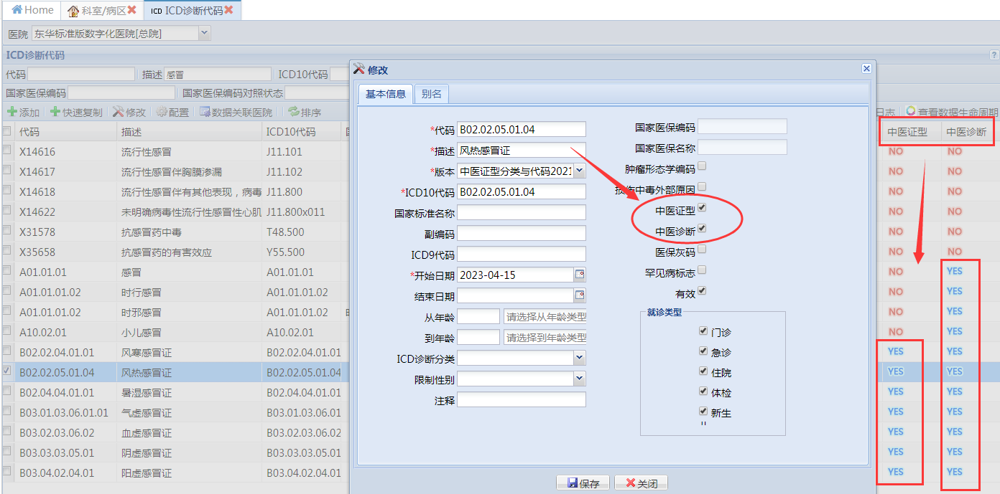 Home 科室/病区 ICD ICD诊断代码
医院 东华标准版数字化医院[总院]
ICD诊断代码
代码 描述 感冒 ICD10代码
国家医保编码 国家医保编码对照状态
添加 快速复制 修改 配置 数据关联医院 排序 日志 查看数据生命周期
代码 描述 ICD10代码 中医证型 中医诊断
X14616 流行性感冒 J11.101 NO NO
X14617 流行性感冒伴胸膜渗漏 J11.102 NO NO
X14618 流行性感冒伴有其他表现，病毒 J11.800 NO NO
X14622 未明确病毒性流行性感冒性心肌 J11.800x011 NO NO
X31578 抗感冒药中毒 T48.500 NO NO
X35658 抗感冒药的有害效应 Y55.500 NO NO
A01.01.01 感冒 A01.01.01 NO YES
A01.01.01.02 时行感冒 A01.01.01.02 NO YES
A01.01.01.02 时邪感冒 A01.01.01.02 NO YES
A10.02.01 小儿感冒 A10.02.01 NO YES
B02.02.04.01.01 风寒感冒证 B02.02.04.01.01 YES YES
B02.02.05.01.04 风热感冒证 B02.02.05.01.04 YES YES
B02.04.04.01.01 暑湿感冒证 B02.04.04.01.01 YES YES
B03.01.03.06.01.01 气虚感冒证 B03.01.03.06.01 YES YES
B03.02.03.06.02 血虚感冒证 B03.02.03.06.02 YES YES
B03.03.03.05.01 阴虚感冒证 B03.03.03.05.01 YES YES
B03.04.02.04.01 阳虚感冒证 B03.04.02.04.01 YES YES
修改
基本信息 别名
*代码 B02.02.05.01.04
*描述 风热感冒证
*版本 中医证型分类与代码2021
*ICD10代码 B02.02.05.01.04
国家标准名称
副编码
ICD9代码
*开始日期 2023-04-15
结束日期
从年龄 请选择从年龄类型
到年龄 请选择到年龄类型
ICD诊断分类
限制性别
注释
国家医保编码
国家医保名称
肿瘤形态学编码
损伤中毒外部原因
中医证型
中医诊断
医保灰码
罕见病标志
有效
就诊类型
门诊
急诊
住院
体检
新生
保存 关闭